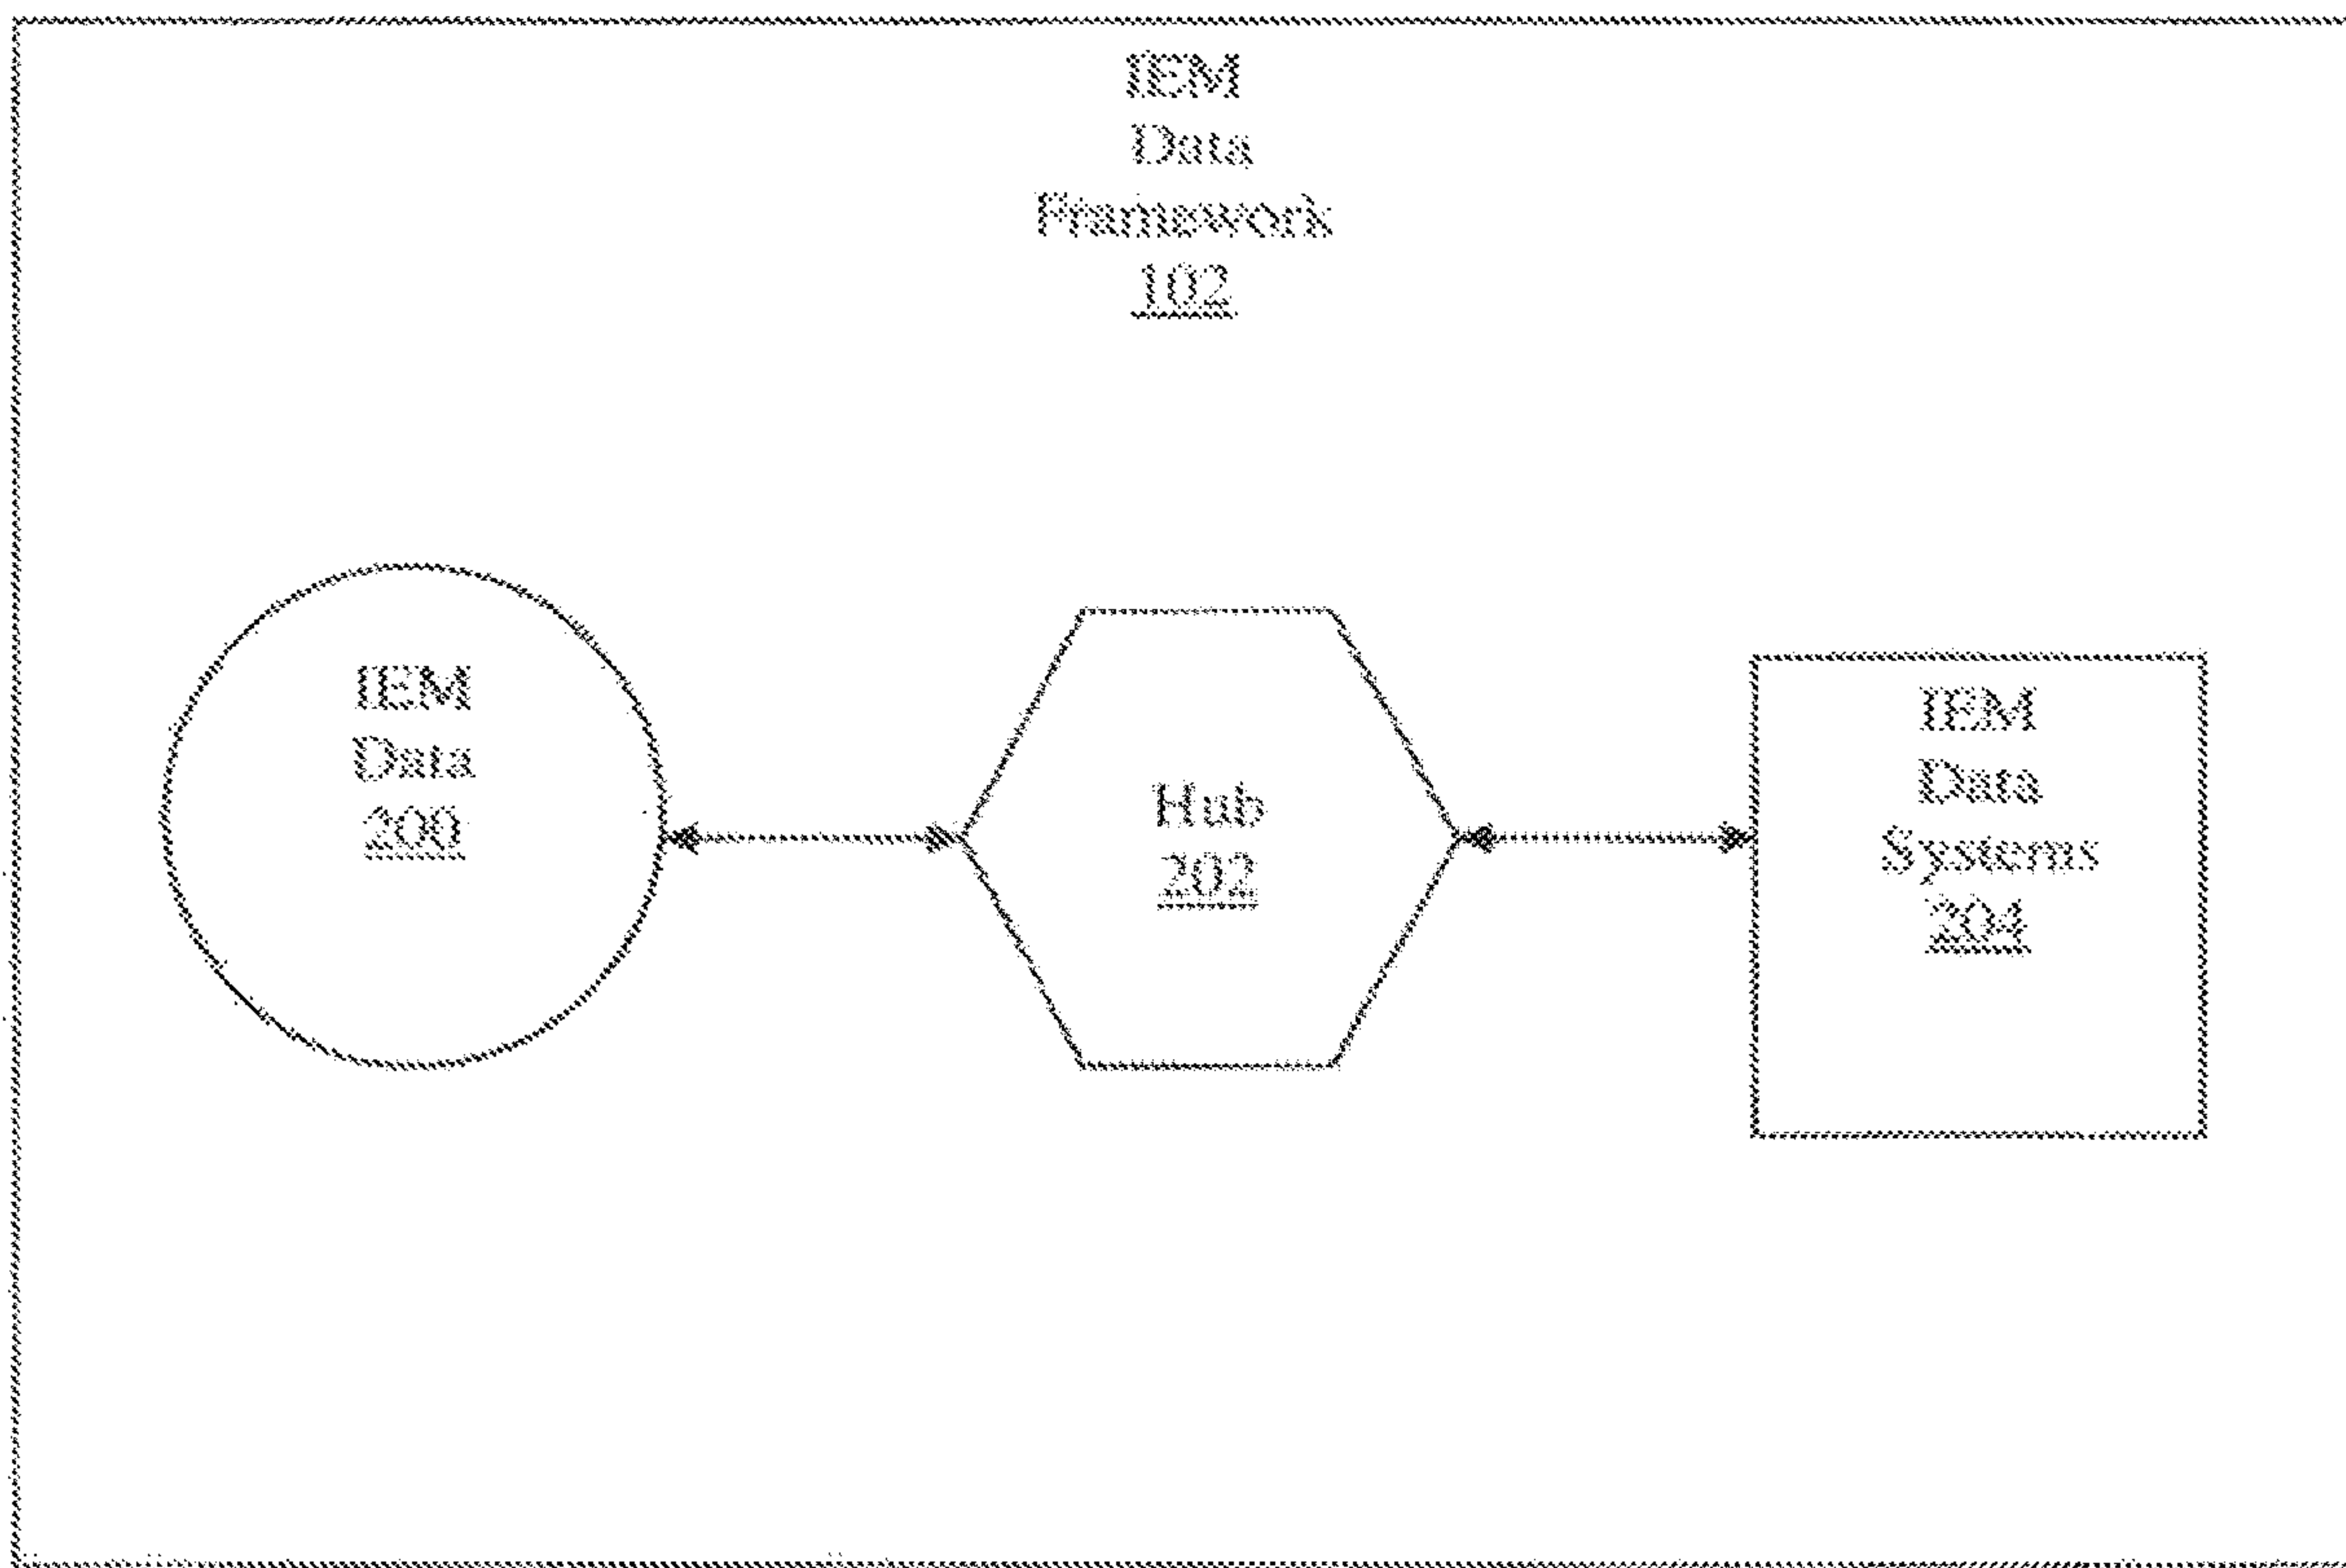 IEM
Data
Framework
102
IEM
Data
200
Hub
202
IEM
Data
Systems
204